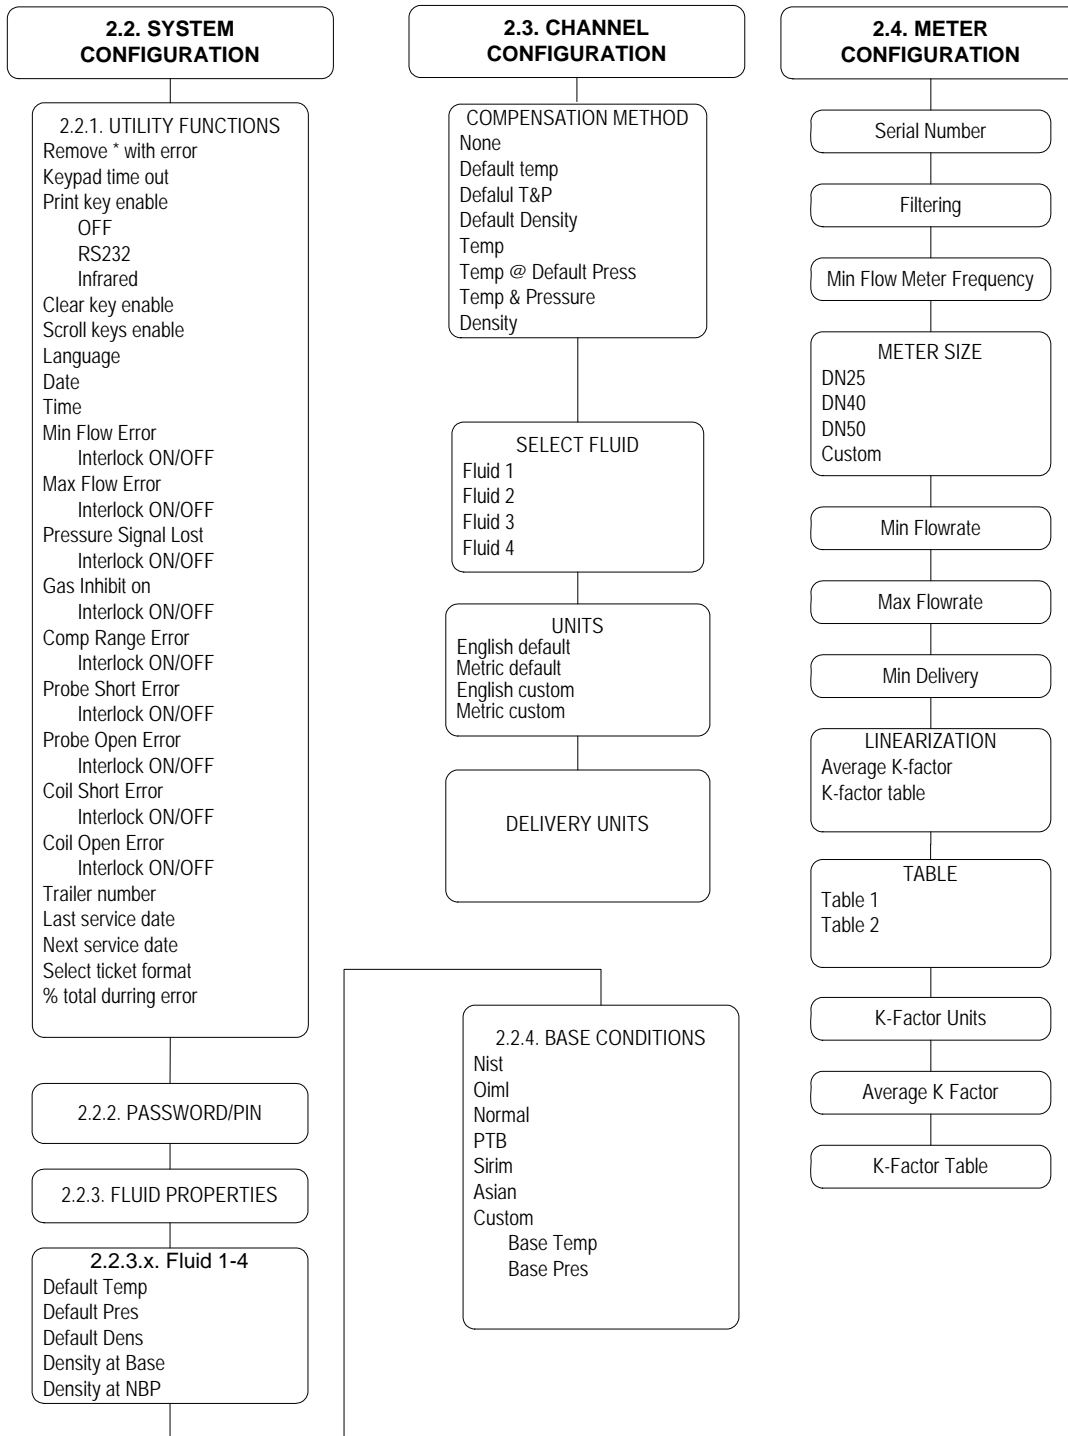 2.2. SYSTEM
CONFIGURATION
2.2.1. UTILITY FUNCTIONS
Remove * with error
Keypad time out
Print key enable
OFF
RS232
Infrared
Clear key enable
Scroll keys enable
Language
Date
Time
Min Flow Error
Interlock ON/OFF
Max Flow Error
Interlock ON/OFF
Pressure Signal Lost
Interlock ON/OFF
Gas Inhibit on
Interlock ON/OFF
Comp Range Error
Interlock ON/OFF
Probe Short Error
Interlock ON/OFF
Probe Open Error
Interlock ON/OFF
Coil Short Error
Interlock ON/OFF
Coil Open Error
Interlock ON/OFF
Trailer number
Last service date
Next service date
Select ticket format
% total durring error
2.2.2. PASSWORD/PIN
2.2.3. FLUID PROPERTIES
2.2.3.x. Fluid 1-4
Default Temp
Default Pres
Default Dens
Density at Base
Density at NBP
2.2.4. BASE CONDITIONS
Nist
Oiml
Normal
PTB
Sirim
Asian
Custom
Base Temp
Base Pres
2.3. CHANNEL
CONFIGURATION
COMPENSATION METHOD
None
Default temp
Defalul T&P
Default Density
Temp
Temp @ Default Press
Temp & Pressure
Density
SELECT FLUID
Fluid 1
Fluid 2
Fluid 3
Fluid 4
UNITS
English default
Metric default
English custom
Metric custom
DELIVERY UNITS
2.4. METER
CONFIGURATION
Serial Number
Filtering
Min Flow Meter Frequency
METER SIZE
DN25
DN40
DN50
Custom
Min Flowrate
Max Flowrate
Min Delivery
LINEARIZATION
Average K-factor
K-factor table
TABLE
Table 1
Table 2
K-Factor Units
Average K Factor
K-Factor Table